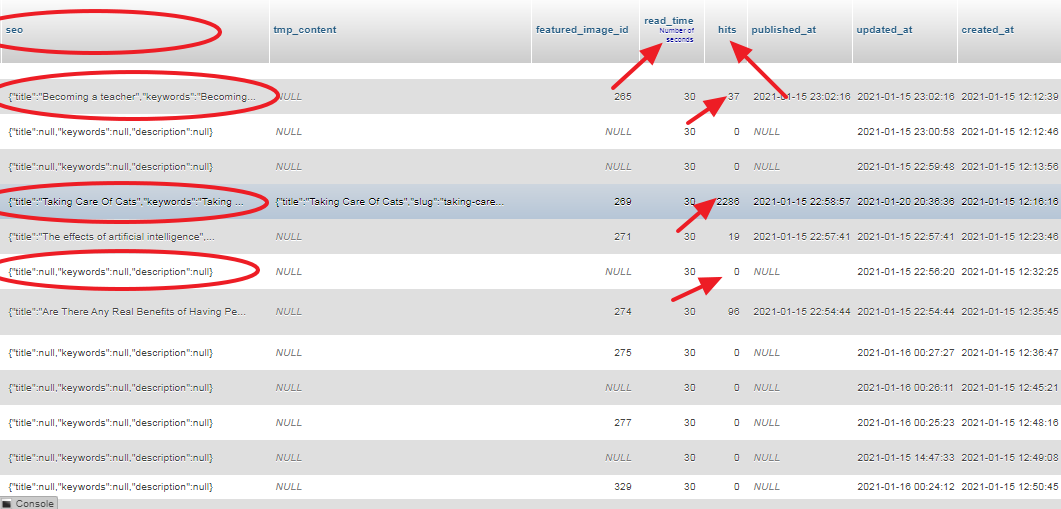 seo tmp_content featured_image_id read_time Number of seconds hits published_at updated_at created_at
{"title":"Becoming a teacher","keywords":"Becoming... NULL 265 30 37 2021-01-15 23:02:16 2021-01-15 23:02:16 2021-01-15 12:12:39
{"title":null,"keywords":null,"description":null} NULL NULL 30 0 NULL 2021-01-15 23:00:58 2021-01-15 12:12:46
{"title":null,"keywords":null,"description":null} NULL NULL 30 0 NULL 2021-01-15 22:59:48 2021-01-15 12:13:56
{"title":"Taking Care Of Cats","keywords":"Taking ... {"title":"Taking Care Of Cats","slug":"taking-care... 269 30 2286 2021-01-15 22:58:57 2021-01-20 20:36:36 2021-01-15 12:16:16
{"title":"The effects of artificial intelligence",... NULL 271 30 19 2021-01-15 22:57:41 2021-01-15 22:57:41 2021-01-15 12:23:46
{"title":null,"keywords":null,"description":null} NULL NULL 30 0 NULL 2021-01-15 22:56:20 2021-01-15 12:32:25
{"title":"Are There Any Real Benefits of Having Pe... NULL 274 30 96 2021-01-15 22:54:44 2021-01-15 22:54:44 2021-01-15 12:35:45
{"title":null,"keywords":null,"description":null} NULL 275 30 0 NULL 2021-01-16 00:27:27 2021-01-15 12:36:47
{"title":null,"keywords":null,"description":null} NULL NULL 30 0 NULL 2021-01-16 00:26:11 2021-01-15 12:45:21
{"title":null,"keywords":null,"description":null} NULL 277 30 0 NULL 2021-01-16 00:25:23 2021-01-15 12:48:16
{"title":null,"keywords":null,"description":null} NULL NULL 30 0 NULL 2021-01-15 14:47:33 2021-01-15 12:49:08
{"title":null,"keywords":null,"description":null} NULL 329 30 0 NULL 2021-01-16 00:24:12 2021-01-15 12:50:45
Console